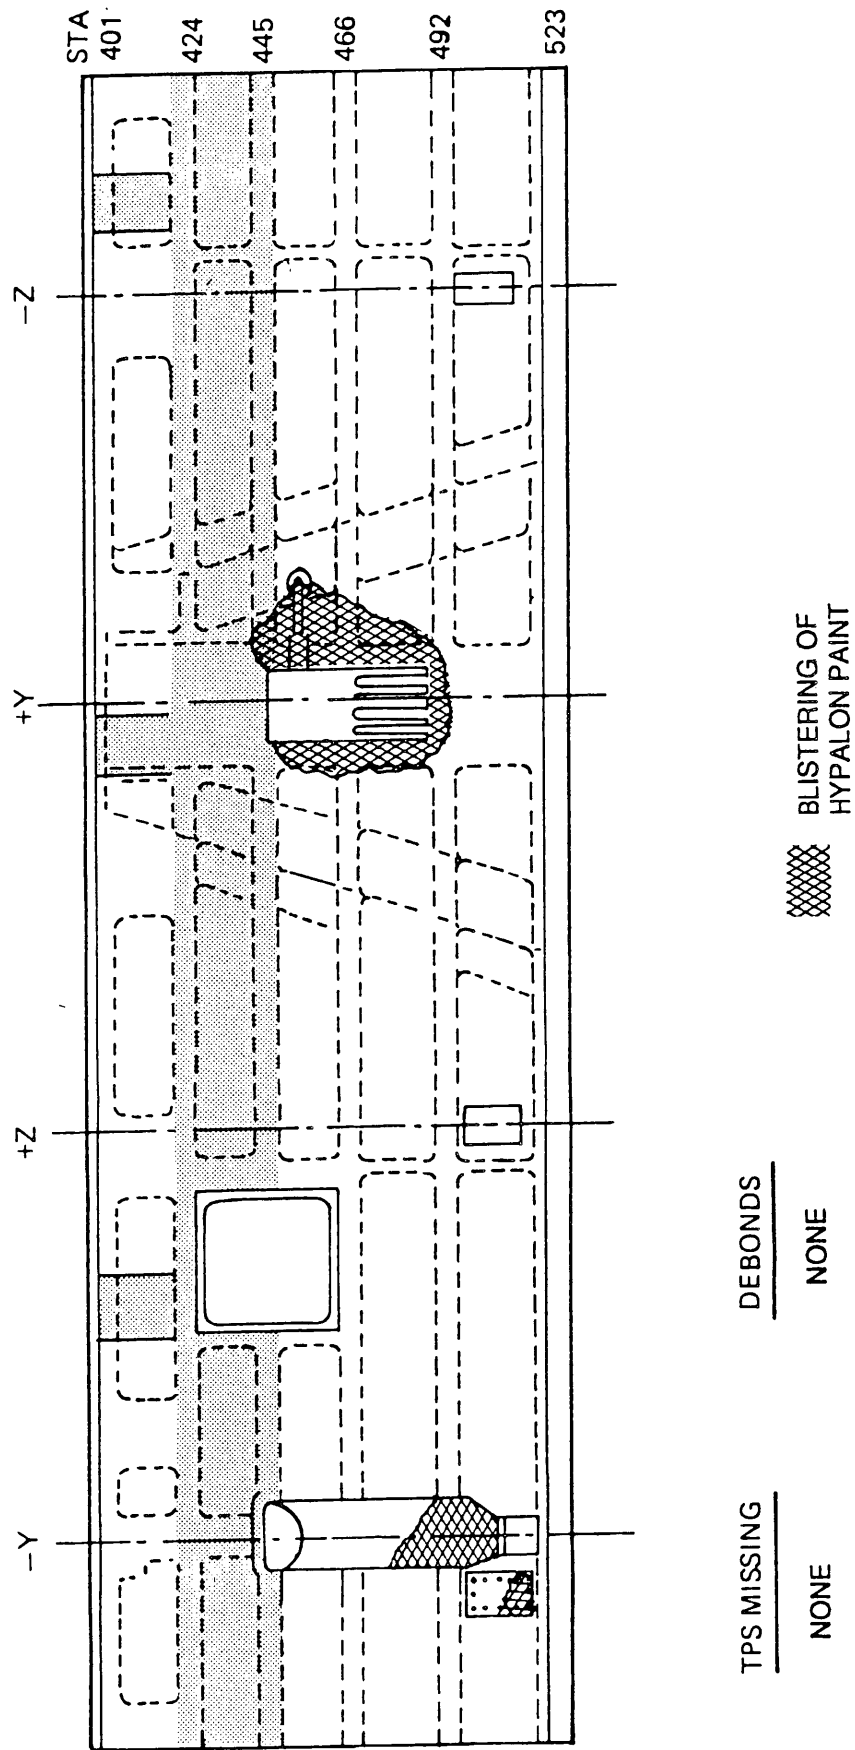 STA
401
424
445
466
492
523
−Y
+Z
+Y
−Z
TPS MISSING
NONE
DEBONDS
NONE
BLISTERING OF
HYPALON PAINT